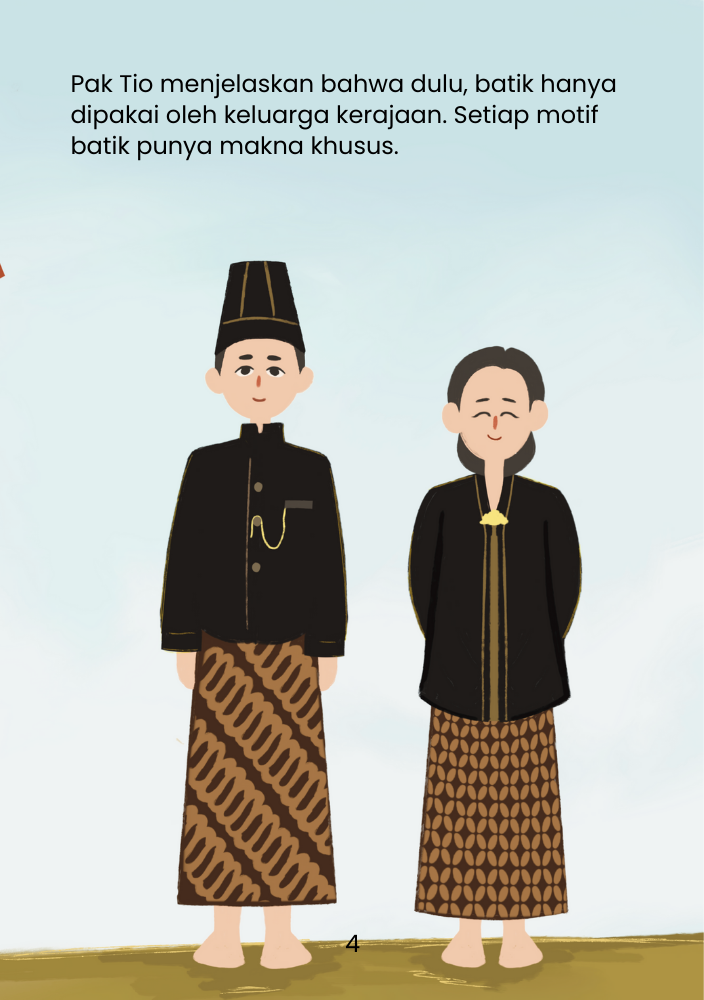 Pak Tio menjelaskan bahwa dulu, batik hanya
dipakai oleh keluarga kerajaan. Setiap motif
batik punya makna khusus.
4